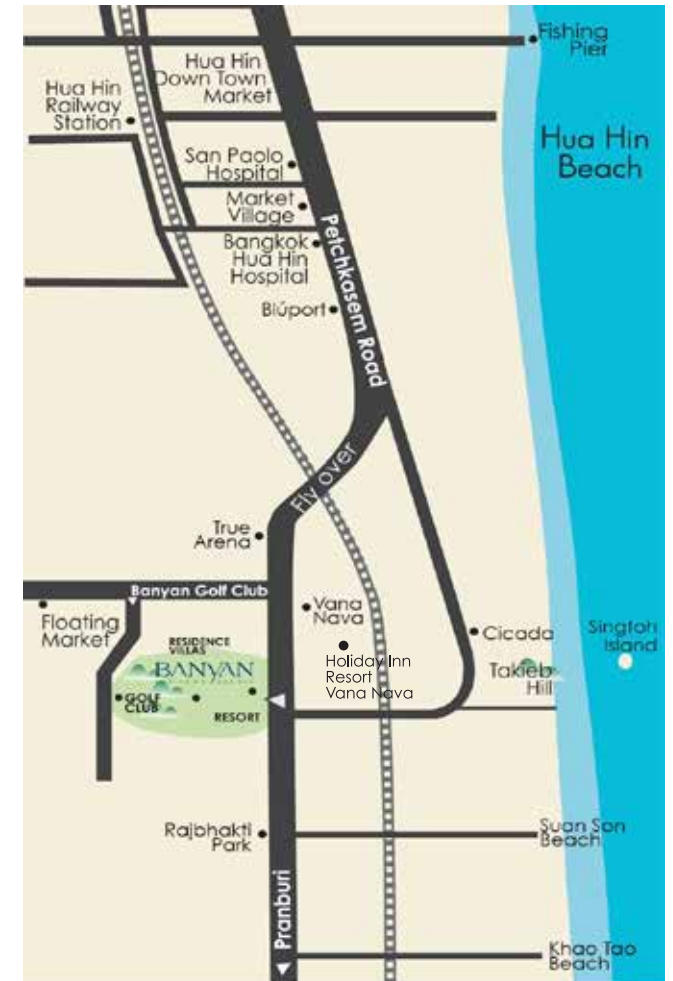 Fishing
Pier
Hua Hin
Down Town
Market
Hua Hin
Railway
Station
Hua Hin
Beach
San Paolo
Hospital
Market
Village
Petchkasem Road
Bangkok
Hua Hin
Hospital
Blúport
Fly over
True
Arena
Banyan Golf Club
Floating
Market
Vana
Nava
Cicada
Singtoh
Island
RESIDENCE
VILLAS
BANYAN
Holiday Inn
Resort
Vana Nava
Takieb
Hill
GOLF
CLUB
RESORT
Rajbhakti
Park
Suan Son
Beach
Pranburi
Khao Tao
Beach